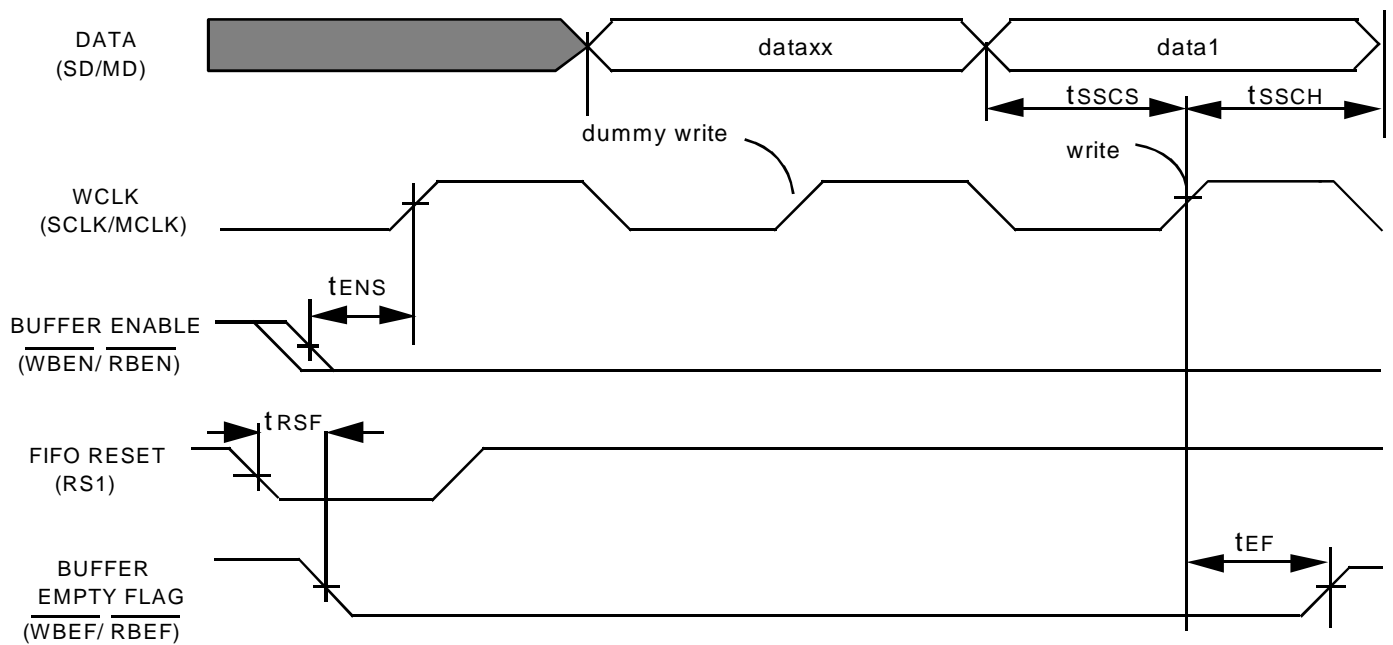 DATA
(SD/MD)
dataxx
data1
tSSCS
tSSCH
dummy write
write
WCLK
(SCLK/MCLK)
tENS
BUFFER ENABLE
(WBEN/ RBEN)
tRSF
FIFO RESET
(RS1)
tEF
BUFFER
EMPTY FLAG
(WBEF/ RBEF)